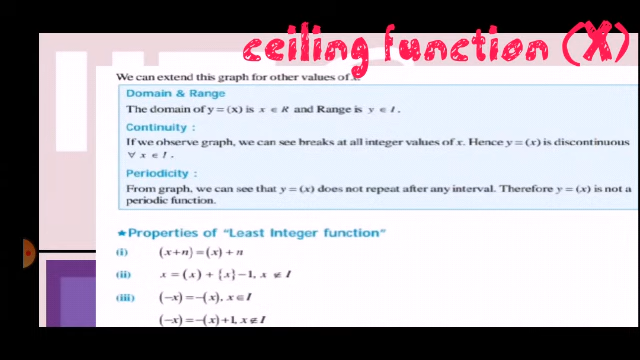 ceiling function (X)
We can extend this graph for other values of x.
Domain & Range
The domain of y = (x) is x ∈ R and Range is y ∈ I.
Continuity :
If we observe graph, we can see breaks at all integer values of x. Hence y = (x) is discontinuous
∀ x ∈ I.
Periodicity :
From graph, we can see that y = (x) does not repeat after any interval. Therefore y = (x) is not a
periodic function.
★Properties of “Least Integer function”
(i) (x+n) = (x) + n
(ii) x = (x) + {x} −1, x ∉ I
(iii) (−x) = −(x), x ∈ I
(−x) = −(x) +1, x ∉ I